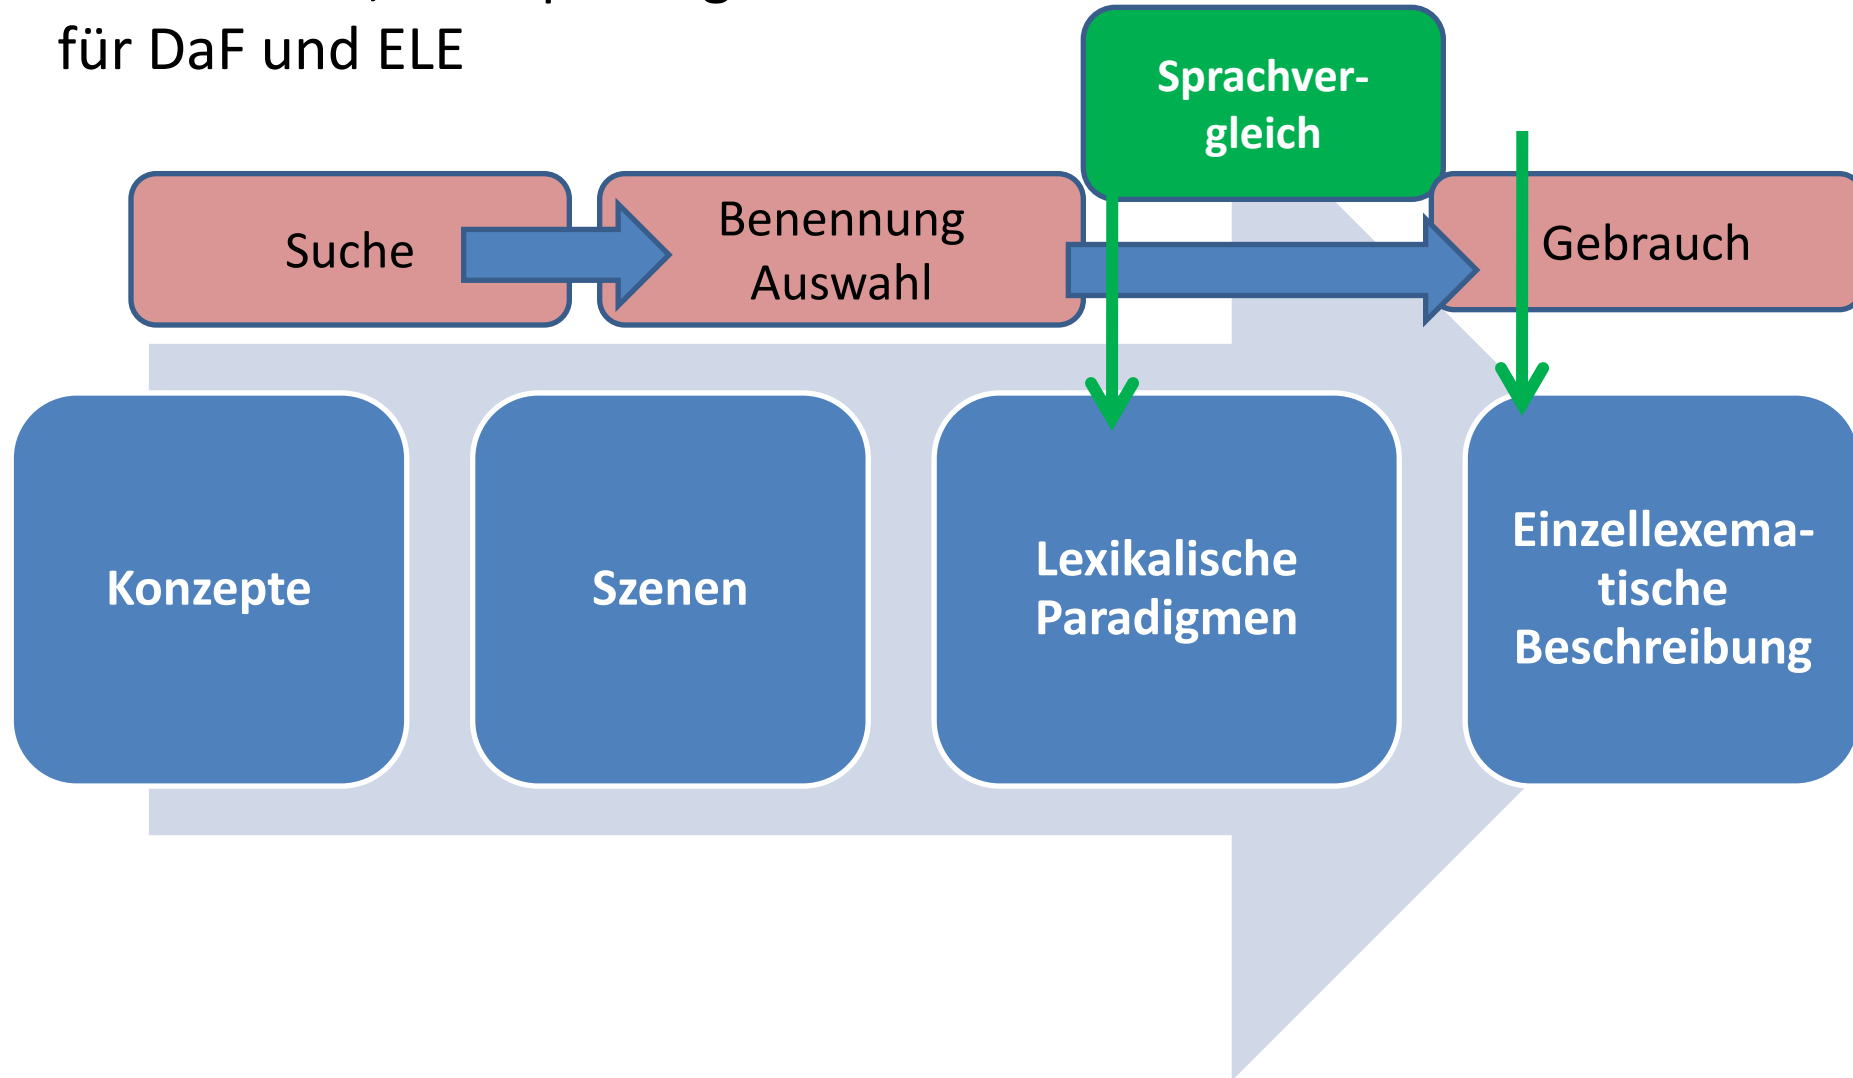 für DaF und ELE
Sprachver-
gleich
Suche
Benennung
Auswahl
Gebrauch
Konzepte
Szenen
Lexikalische
Paradigmen
Einzellexema-
tische
Beschreibung